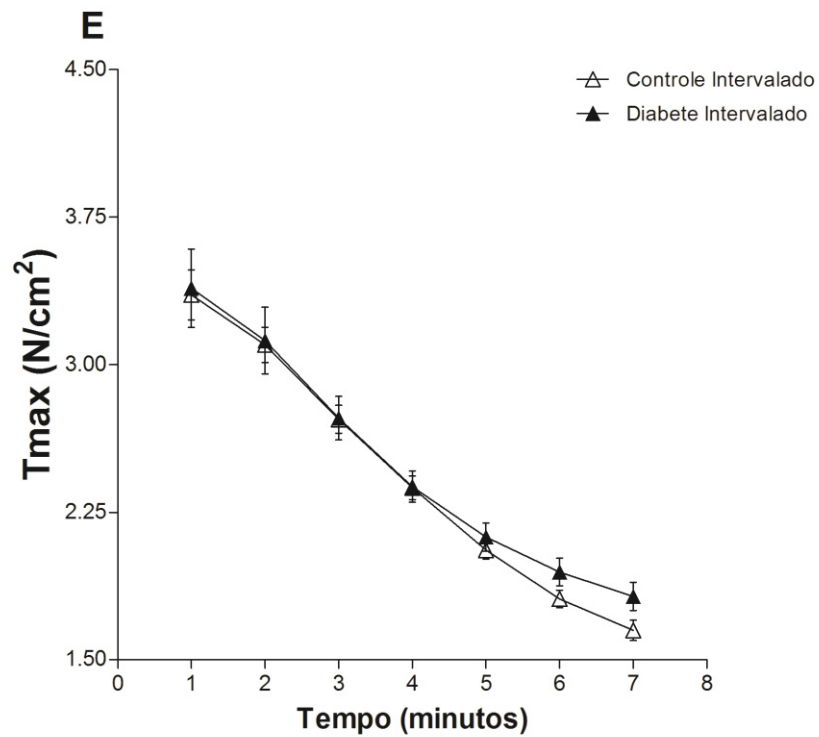 E
Controle Intervalado
Diabete Intervalado
4.50
3.75
3.00
2.25
1.50
Tmax (N/cm²)
0 1 2 3 4 5 6 7 8
Tempo (minutos)